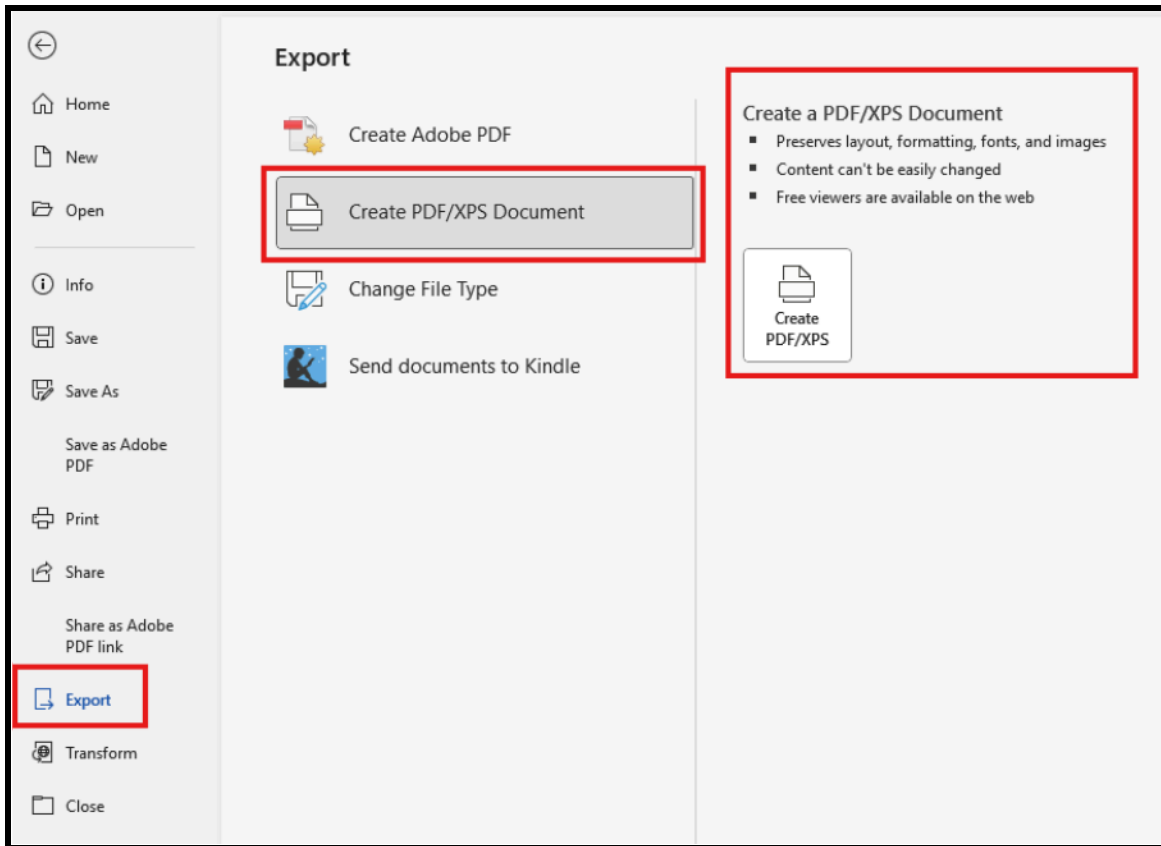 Home
New
Open
Info
Save
Save As
Save as Adobe
PDF
Print
Share
Share as Adobe
PDF link
Export
Transform
Close
Export
Create Adobe PDF
Create PDF/XPS Document
Change File Type
Send documents to Kindle
Create a PDF/XPS Document
Preserves layout, formatting, fonts, and images
Content can't be easily changed
Free viewers are available on the web
Create
PDF/XPS